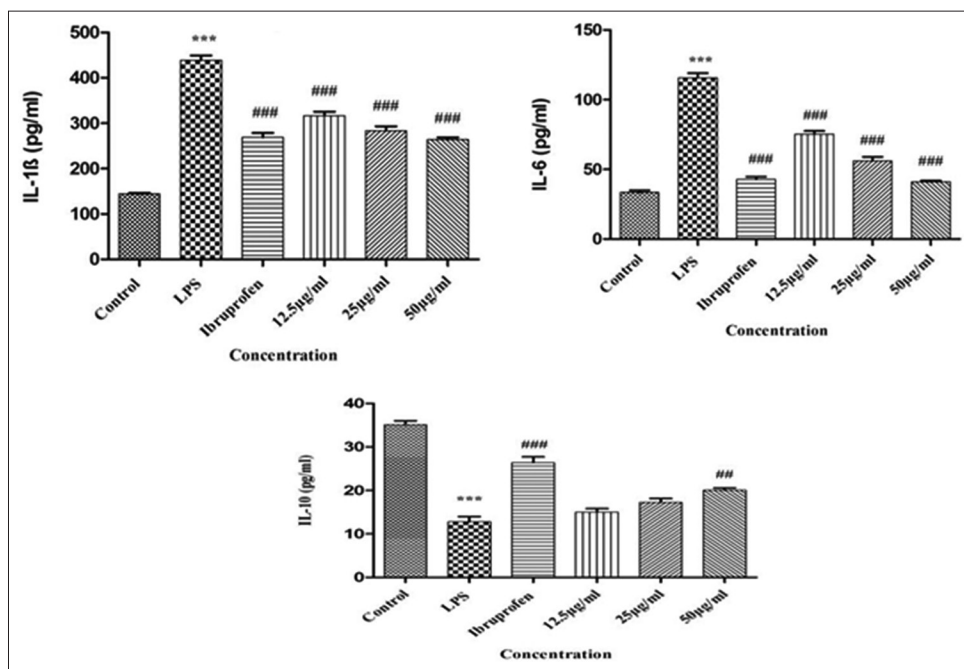 IL-1ß (pg/ml)
500
400
300
200
100
0
***
###
###
###
###
Control
LPS
Ibruprofen
12.5µg/ml
25µg/ml
50µg/ml
Concentration
IL-6 (pg/ml)
150
100
50
0
***
###
###
###
###
Control
LPS
Ibruprofen
12.5µg/ml
25µg/ml
50µg/ml
Concentration
IL-10 (pg/ml)
40
30
20
10
0
***
###
##
Control
LPS
Ibruprofen
12.5µg/ml
25µg/ml
50µg/ml
Concentration